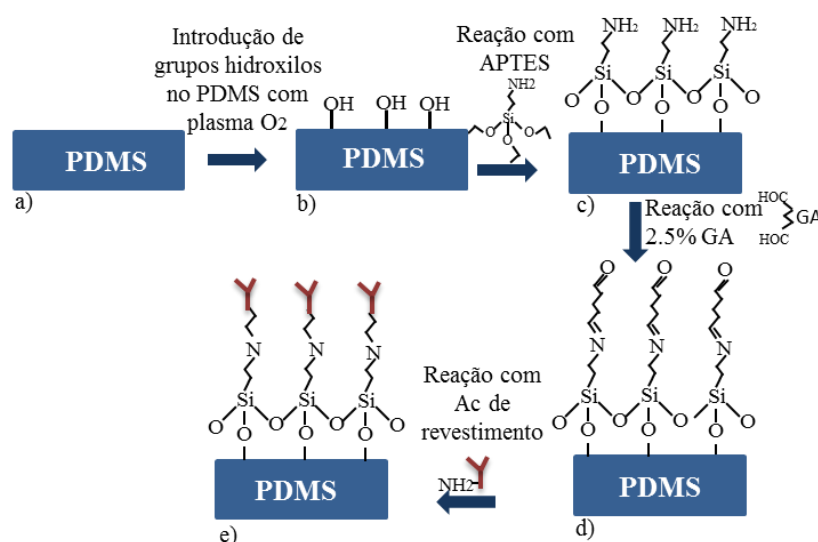 Introdução de
grupos hidroxilos
no PDMS com
plasma O2
PDMS
a)
OH
OH
OH
PDMS
b)
Reação com
APTES
NH2
Si
O
O
O
NH2
NH2
NH2
Si
Si
Si
O
O
O
O
O
O
O
PDMS
c)
Reação com
2.5% GA
HOC
HOC
GA
O
O
O
N
N
N
Si
Si
Si
O
O
O
O
O
O
O
PDMS
d)
Reação com
Ac de
revestimento
NH2
N
N
N
Si
Si
Si
O
O
O
O
O
O
O
PDMS
e)